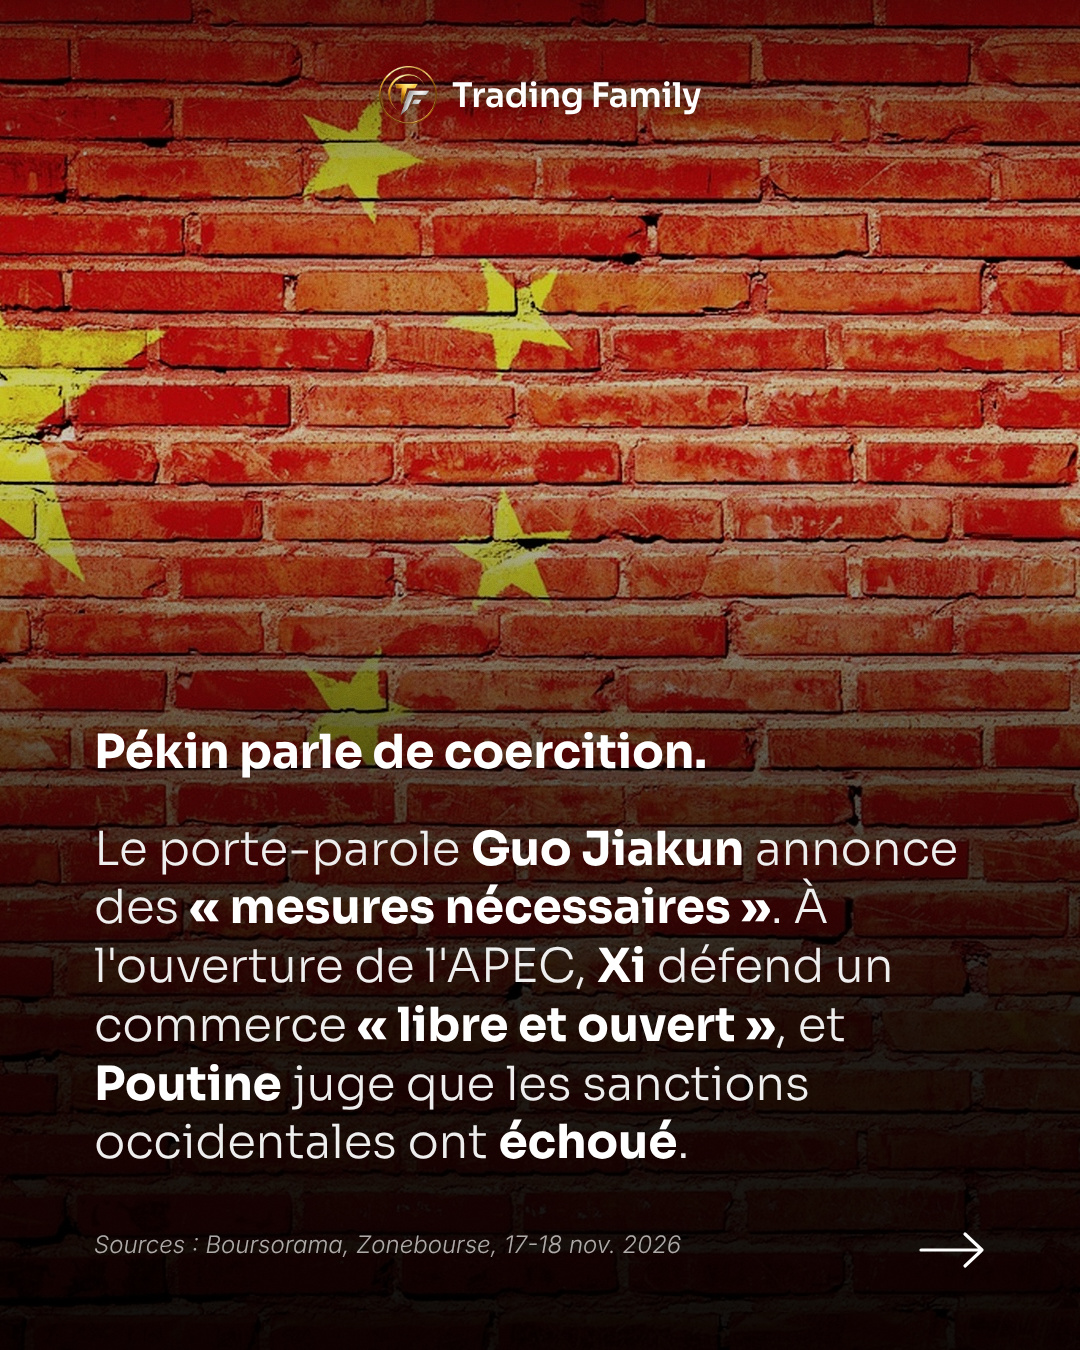 TF Trading Family
Pékin parle de coercition.
Le porte-parole Guo Jiakun annonce
des « mesures nécessaires ». À
l'ouverture de l'APEC, Xi défend un
commerce « libre et ouvert », et
Poutine juge que les sanctions
occidentales ont échoué.
Sources : Boursorama, Zonebourse, 17-18 nov. 2026